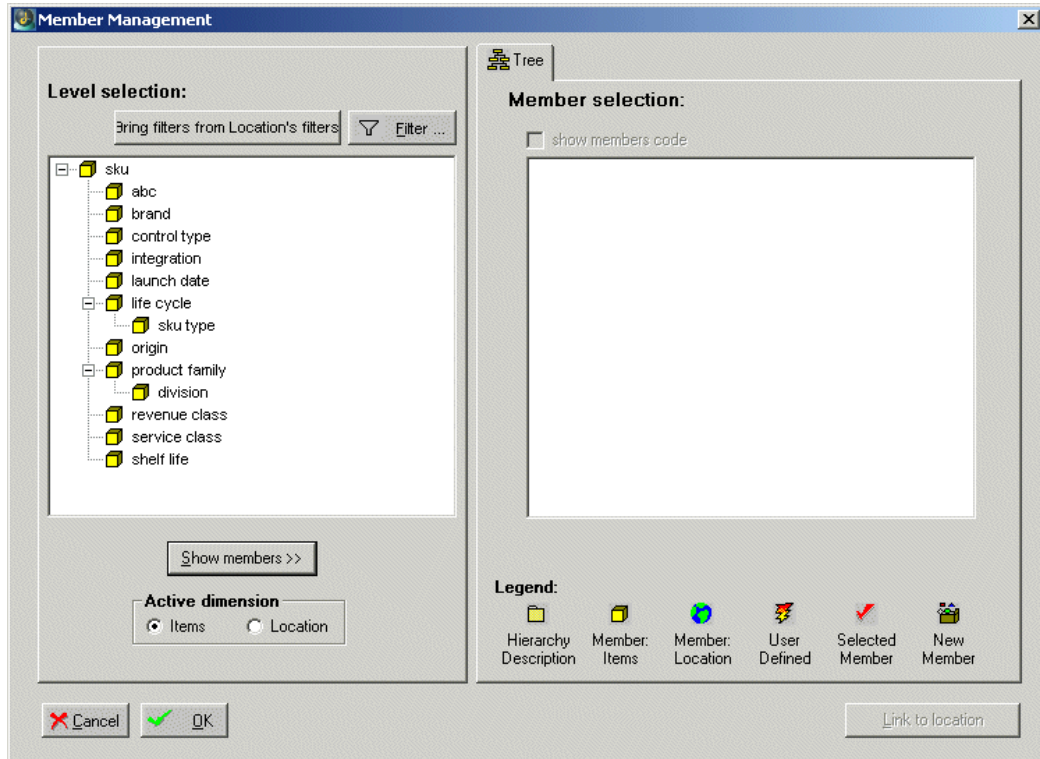 Member Management
Level selection:
Bring filters from Location's filters
Filter ...
sku
abc
brand
control type
integration
launch date
life cycle
sku type
origin
product family
division
revenue class
service class
shelf life
Show members >>
Active dimension
Items
Location
Tree
Member selection:
show members code
Legend:
Hierarchy Description
Member: Items
Member: Location
User Defined
Selected Member
New Member
Cancel
OK
Link to location